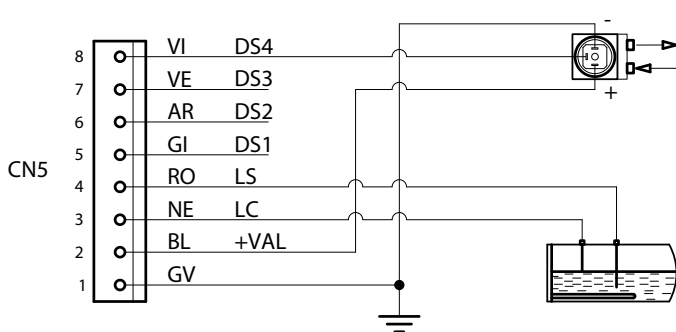 -
8 VI DS4
7 VE DS3
+
6 AR DS2
5 GI DS1
CN5
4 RO LS
3 NE LC
2 BL +VAL
1 GV